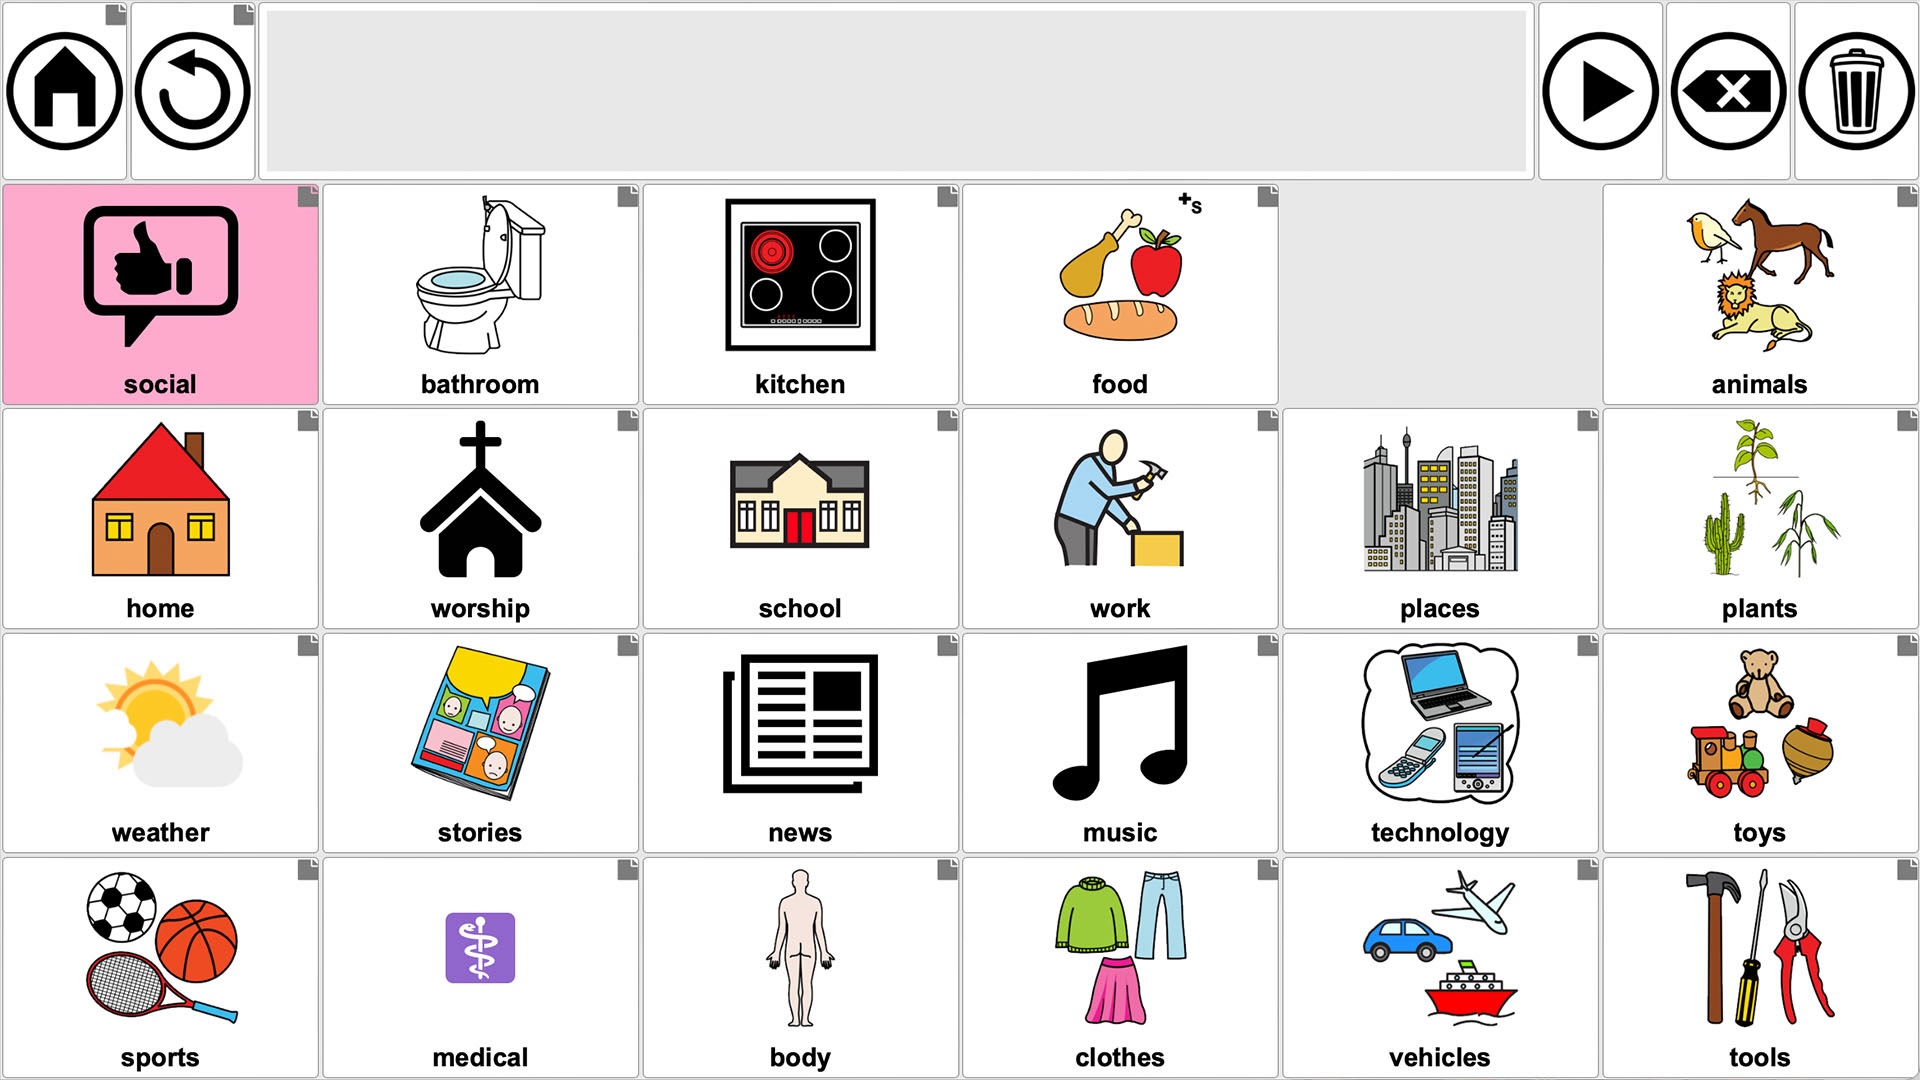 social
bathroom
kitchen
+s
food
animals
home
worship
school
work
places
plants
weather
stories
news
music
technology
toys
sports
medical
body
clothes
vehicles
tools